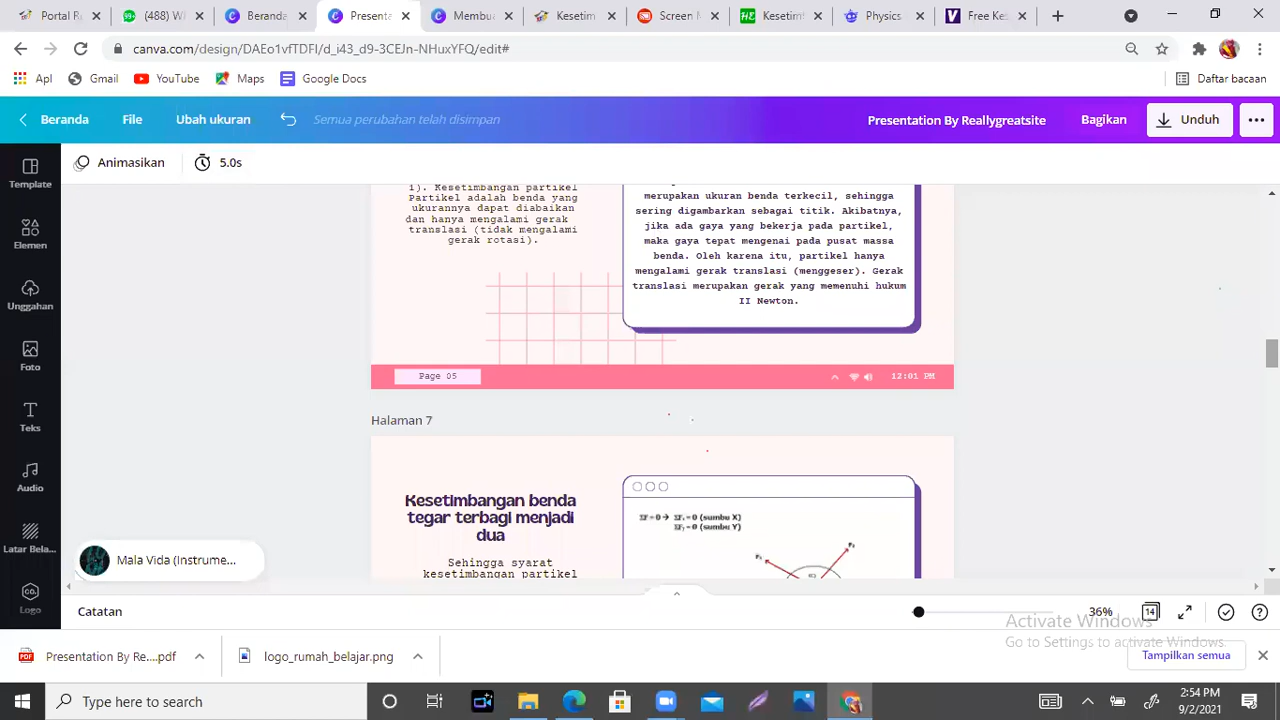 martal R
(488) W
Beranda
Presenta
Membua
Kesetim
Screen M
Kesetim
Physics
Free Kes
canva.com/design/DAEo1vfTDFI/d_i43_d9-3CEJn-NHuxYFQ/edit#
Apl
Gmail
YouTube
Maps
Google Docs
Daftar bacaan
Beranda
File
Ubah ukuran
Semua perubahan telah disimpan
Presentation By Reallygreatsite
Bagikan
Unduh
Animasikan
5.0s
Template
Elemen
Unggahan
Foto
Teks
Audio
Latar Bela...
Logo
1). Kesetimbangan partikel
Partikel adalah benda yang
ukurannya dapat diabaikan
dan hanya mengalami gerak
translasi (tidak mengalami
gerak rotasi).
merupakan ukuran benda terkecil, sehingga
sering digambarkan sebagai titik. Akibatnya,
jika ada gaya yang bekerja pada partikel,
maka gaya tepat mengenai pusat massa
benda. Oleh karena itu, partikel hanya
mengalami gerak translasi (menggeser). Gerak
translasi merupakan gerak yang memenuhi hukum
II Newton.
Page 05
12:01 PM
Halaman 7
Kesetimbangan benda
tegar terbagi menjadi
dua
Sehingga syarat
kesetimbangan partikel
(sumbu X)
(sumbu Y)
Mala Vida (Instrume...
Catatan
36%
14
Activate Windows
Go to Settings to activate Windows.
Presentation By Re....pdf
logo_rumah_belajar.png
Tampilkan semua
Type here to search
2:54 PM
9/2/2021